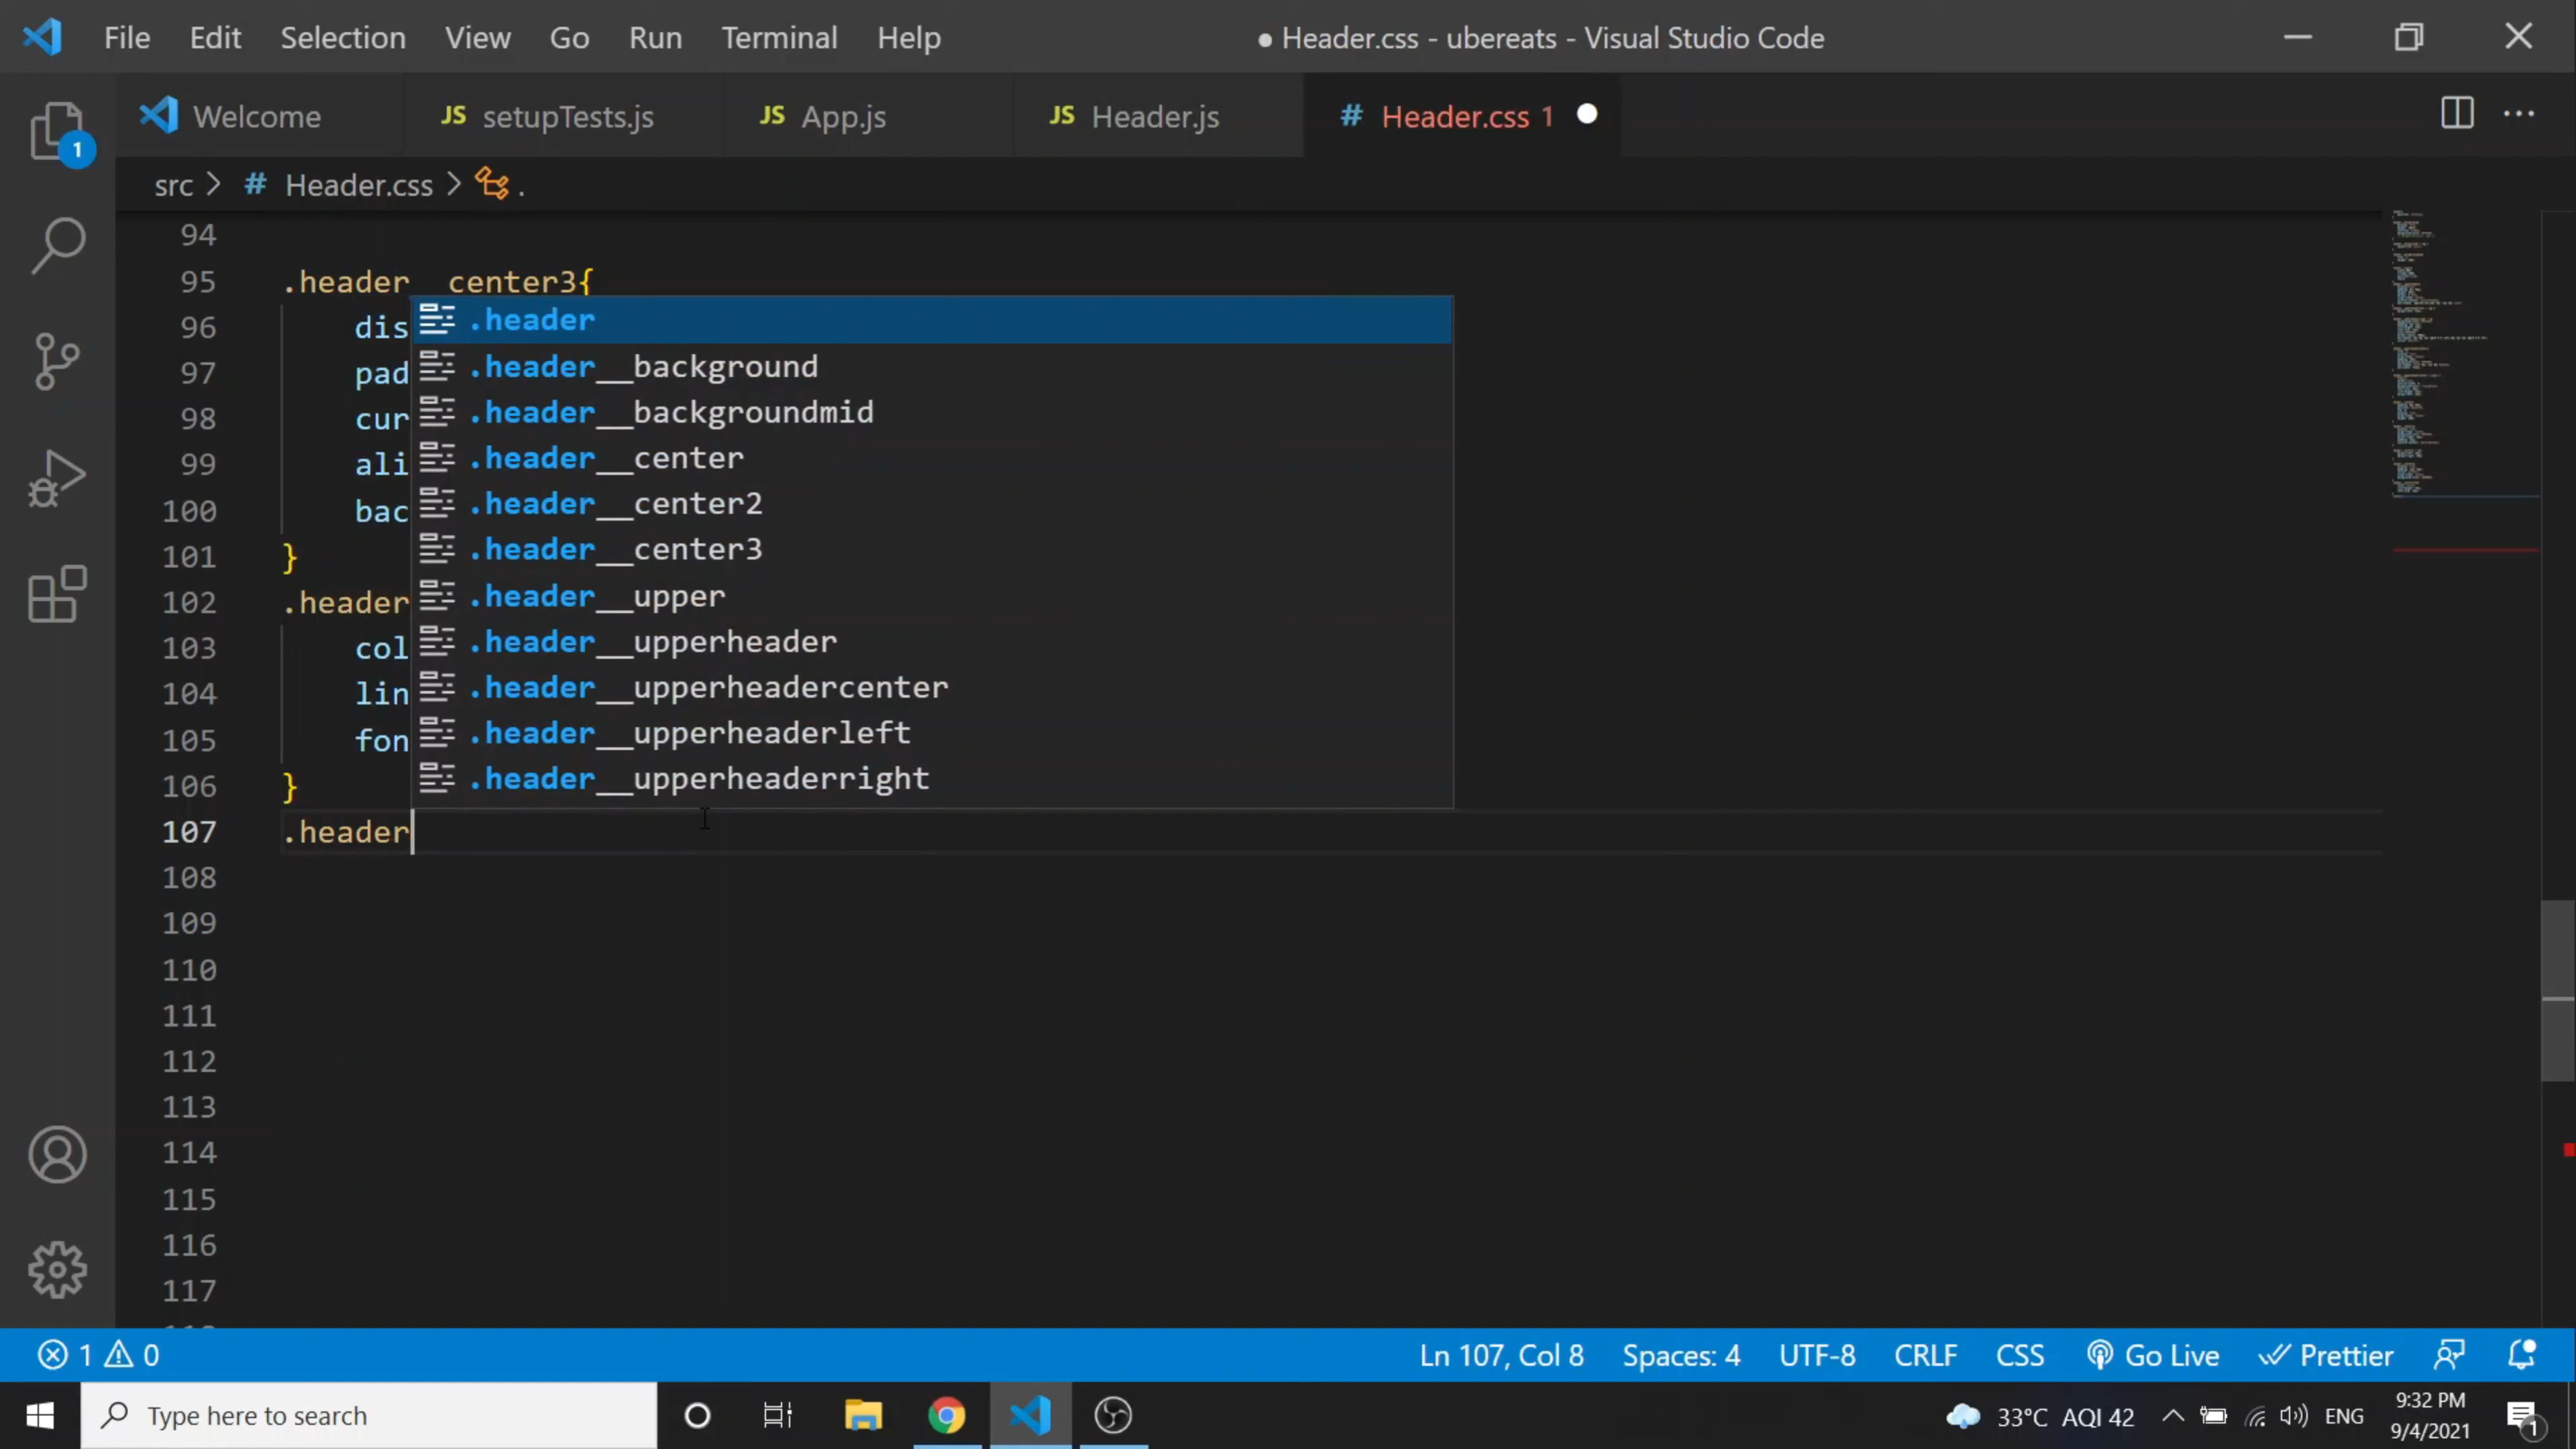 File Edit Selection View Go Run Terminal Help ● Header.css - ubereats - Visual Studio Code
Welcome JS setupTests.js JS App.js JS Header.js # Header.css 1
1
src > # Header.css > .
94
95 .header__center3{
96 dis
97 pad
98 cur
99 ali
100 bac
101 }
102 .header
103 col
104 lin
105 fon
106 }
107 .header
.header
.header__background
.header__backgroundmid
.header__center
.header__center2
.header__center3
.header__upper
.header__upperheader
.header__upperheadercenter
.header__upperheaderleft
.header__upperheaderright
108
109
110
111
112
113
114
115
116
117
1 0 Ln 107, Col 8 Spaces: 4 UTF-8 CRLF CSS Go Live Prettier
Type here to search 33°C AQI 42 ENG 9:32 PM
9/4/2021 1